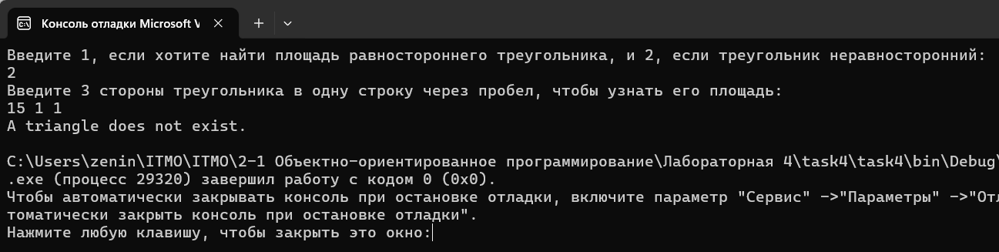 Консоль отладки Microsoft V
Введите 1, если хотите найти площадь равностороннего треугольника, и 2, если треугольник неравносторонний:
2
Введите 3 стороны треугольника в одну строку через пробел, чтобы узнать его площадь:
15 1 1
A triangle does not exist.
C:\Users\zenin\ITMO\ITMO\2-1 Объектно-ориентированное программирование\Лабораторная 4\task4\task4\bin\Debug\
.exe (процесс 29320) завершил работу с кодом 0 (0x0).
Чтобы автоматически закрывать консоль при остановке отладки, включите параметр "Сервис" ->"Параметры" ->"Отл
томатически закрыть консоль при остановке отладки".
Нажмите любую клавишу, чтобы закрыть это окно: